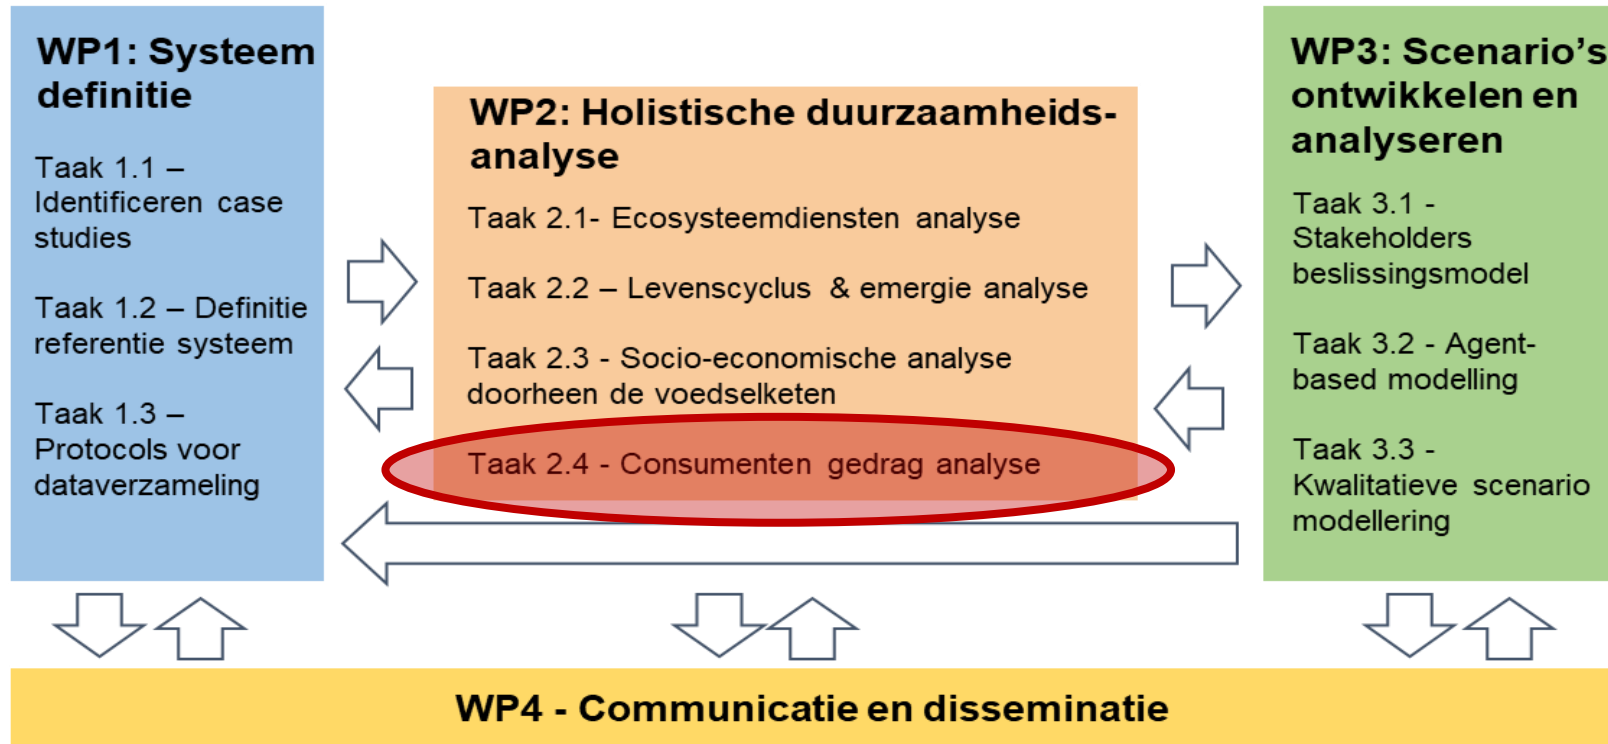 WP1: Systeem
definitie
Taak 1.1 –
Identificeren case
studies
Taak 1.2 – Definitie
referentie systeem
Taak 1.3 –
Protocols voor
dataverzameling
WP2: Holistische duurzaamheids-
analyse
Taak 2.1- Ecosysteemdiensten analyse
Taak 2.2 – Levenscyclus & emergie analyse
Taak 2.3 - Socio-economische analyse
doorheen de voedselketen
Taak 2.4 - Consumenten gedrag analyse
WP3: Scenario’s
ontwikkelen en
analyseren
Taak 3.1 -
Stakeholders
beslissingsmodel
Taak 3.2 - Agent-
based modelling
Taak 3.3 -
Kwalitatieve scenario
modellering
WP4 - Communicatie en disseminatie